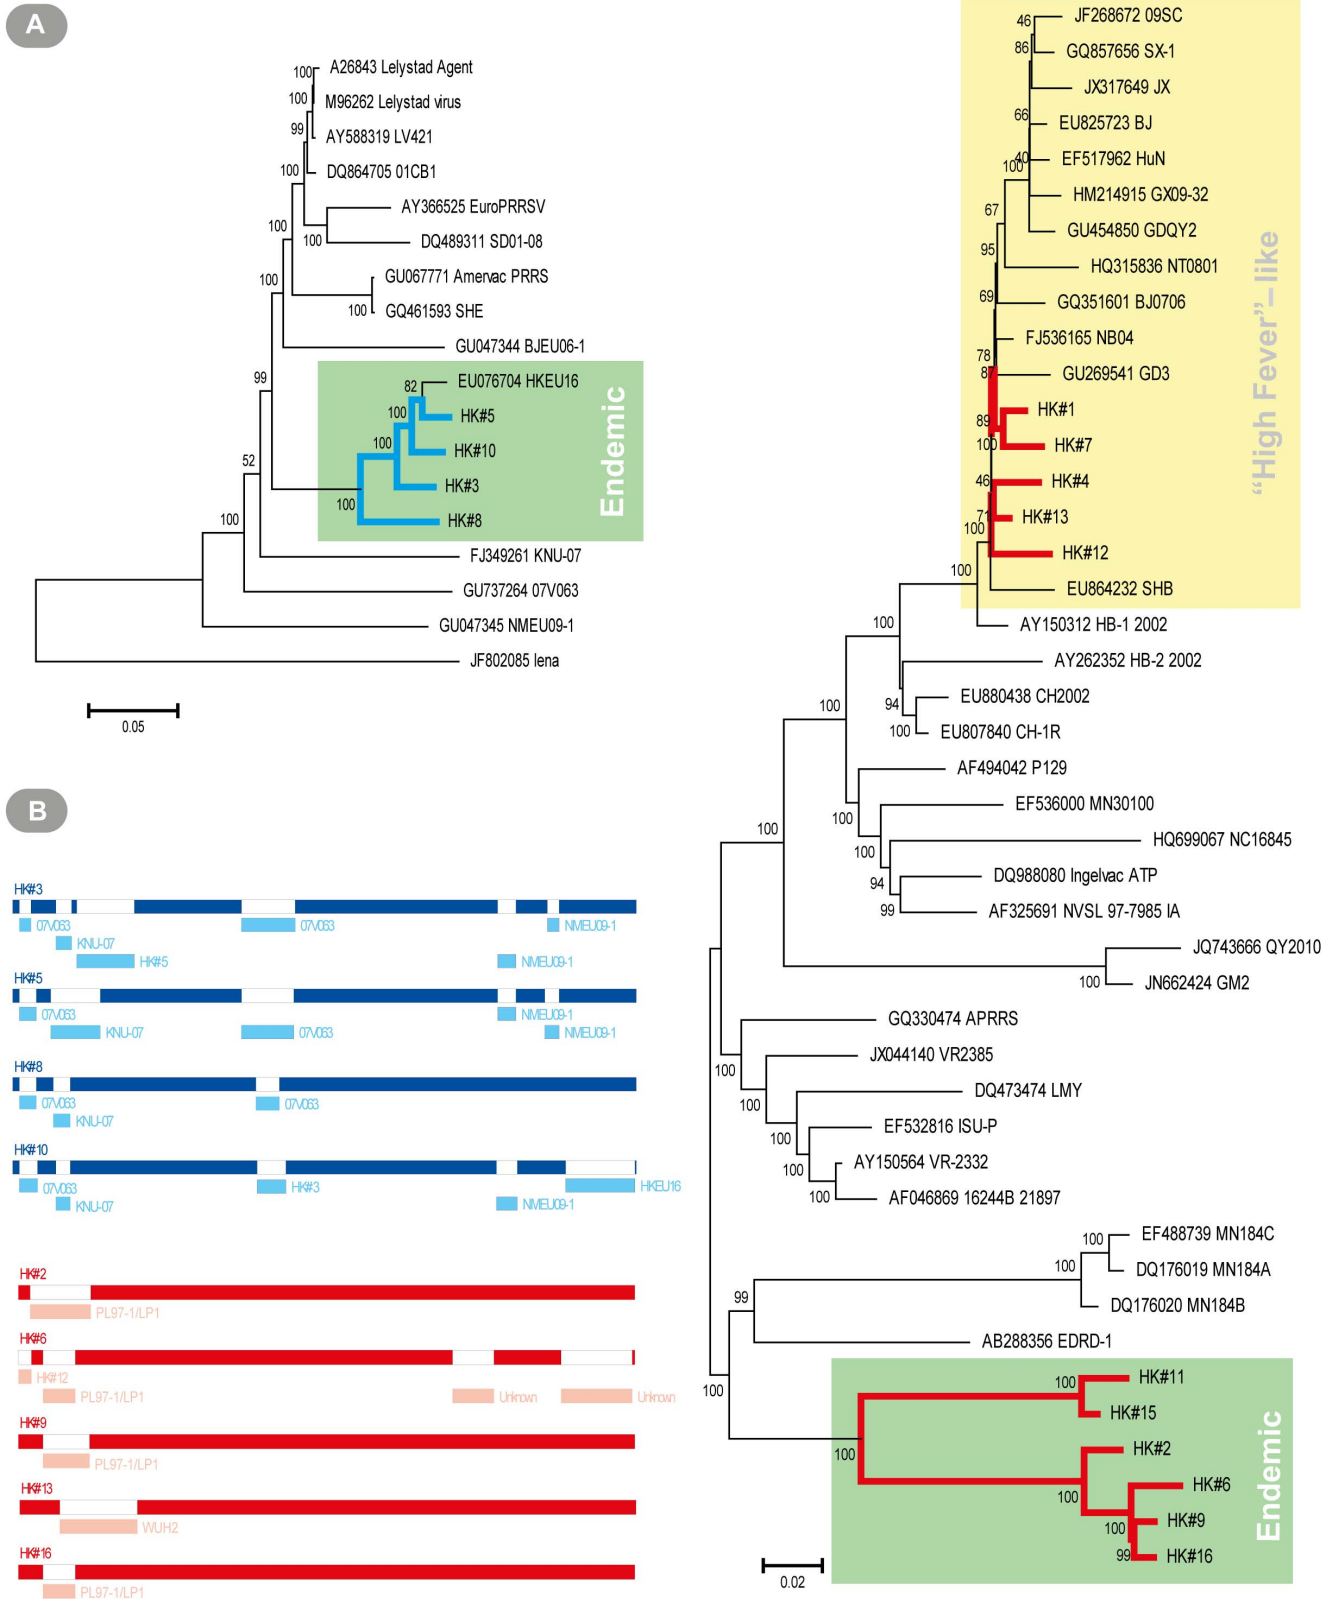 A
A26843 Lelystad Agent
M96262 Lelystad virus
AY588319 LV421
DQ864705 01CB1
AY366525 EuroPRRSV
DQ489311 SD01-08
GU067771 Amervac PRRS
GQ461593 SHE
GU047344 BJEU06-1
EU076704 HKEU16
HK#5
HK#10
HK#3
HK#8
FJ349261 KNU-07
GU737264 07V063
GU047345 NMEU09-1
JF802085 lena
100
100
99
100
100
100
100
100
99
82
100
100
100
52
100
Endemic
0.05
JF268672 09SC
GQ857656 SX-1
JX317649 JX
EU825723 BJ
EF517962 HuN
HM214915 GX09-32
GU454850 GDQY2
HQ315836 NT0801
GQ351601 BJ0706
FJ536165 NB04
GU269541 GD3
HK#1
HK#7
HK#4
HK#13
HK#12
EU864232 SHB
AY150312 HB-1 2002
AY262352 HB-2 2002
EU880438 CH2002
EU807840 CH-1R
AF494042 P129
EF536000 MN30100
HQ699067 NC16845
DQ988080 Ingelvac ATP
AF325691 NVSL 97-7985 IA
JQ743666 QY2010
JN662424 GM2
GQ330474 APRRS
JX044140 VR2385
DQ473474 LMY
EF532816 ISU-P
AY150564 VR-2332
AF046869 16244B 21897
EF488739 MN184C
DQ176019 MN184A
DQ176020 MN184B
AB288356 EDRD-1
HK#11
HK#15
HK#2
HK#6
HK#9
HK#16
46
86
66
40
100
67
95
69
78
87
89
100
46
71
100
100
100
94
100
100
100
100
94
99
100
100
100
100
100
100
100
100
100
99
100
100
100
100
100
99
"High Fever"–like
Endemic
0.02
B
HK#3
07V063
07V063
NMEU09-1
KNU-07
HK#5
NMEU09-1
HK#5
07V063
NMEU09-1
KNU-07
07V063
NMEU09-1
HK#8
07V063
07V063
KNU-07
HK#10
07V063
HK#3
HKEU16
KNU-07
NMEU09-1
HK#2
PL97-1/LP1
HK#6
HK#12
PL97-1/LP1
Unknown
Unknown
HK#9
PL97-1/LP1
HK#13
WUH2
HK#16
PL97-1/LP1